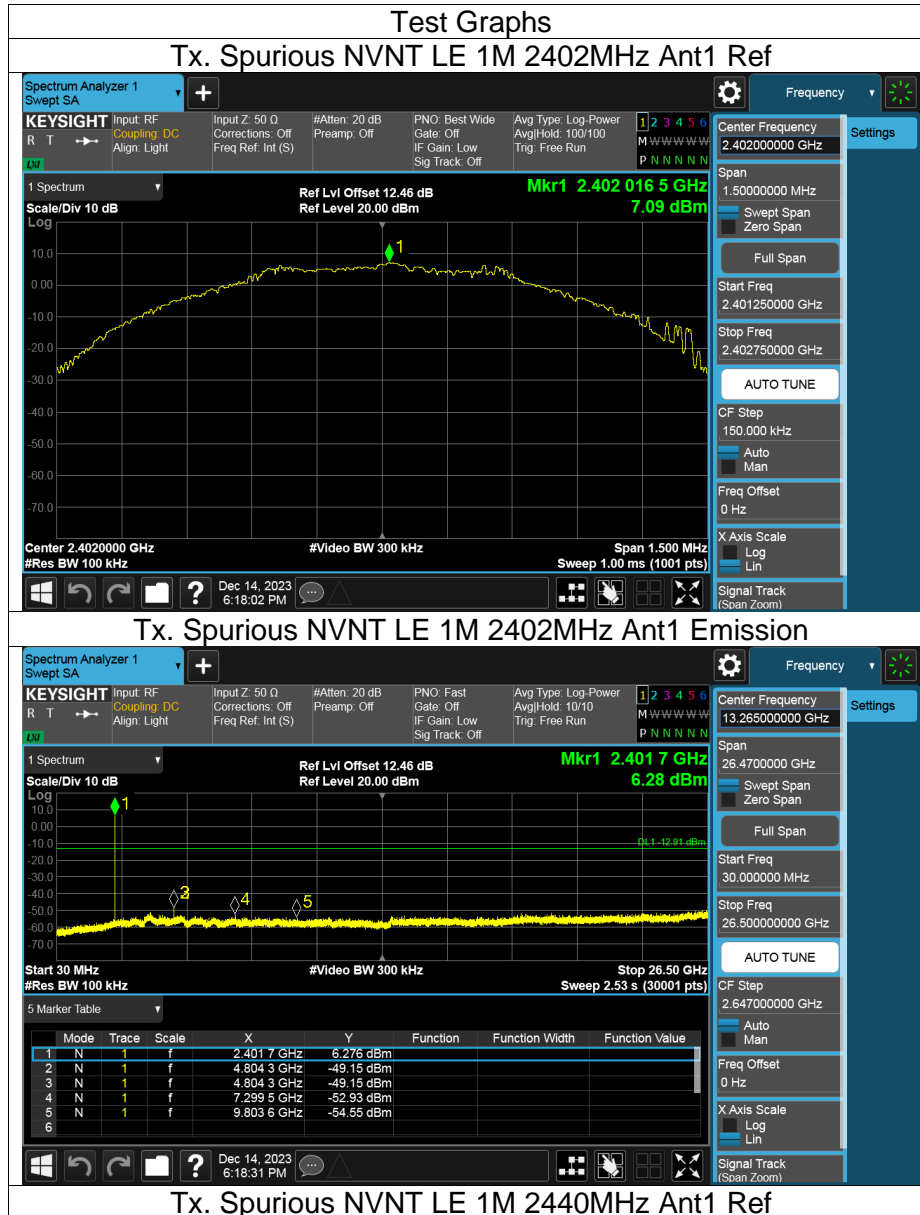 Test Graphs
Tx. Spurious NVNT LE 1M 2402MHz Ant1 Ref
Spectrum Analyzer 1
Swept SA
+
Frequency
KEYSIGHT
R T
LXI
Input: RF
Coupling: DC
Align: Light
Input Z: 50 Ω
Corrections: Off
Freq Ref: Int (S)
#Atten: 20 dB
Preamp: Off
PNO: Best Wide
Gate: Off
IF Gain: Low
Sig Track: Off
Avg Type: Log-Power
Avg|Hold: 100/100
Trig: Free Run
1 2 3 4 5 6
M W W W W W
P N N N N N
Center Frequency
2.402000000 GHz
Settings
Span
1.50000000 MHz
Swept Span
Zero Span
Full Span
Start Freq
2.401250000 GHz
Stop Freq
2.402750000 GHz
AUTO TUNE
CF Step
150.000 kHz
Auto
Man
Freq Offset
0 Hz
X Axis Scale
Log
Lin
Signal Track
(Span Zoom)
1 Spectrum
Scale/Div 10 dB
Ref Lvl Offset 12.46 dB
Ref Level 20.00 dBm
Mkr1 2.402 016 5 GHz
7.09 dBm
Log
1
10.0
0.00
-10.0
-20.0
-30.0
-40.0
-50.0
-60.0
-70.0
Center 2.4020000 GHz
#Video BW 300 kHz
Span 1.500 MHz
#Res BW 100 kHz
Sweep 1.00 ms (1001 pts)
?
Dec 14, 2023
6:18:02 PM
Tx. Spurious NVNT LE 1M 2402MHz Ant1 Emission
Spectrum Analyzer 1
Swept SA
+
Frequency
KEYSIGHT
R T
LXI
Input: RF
Coupling: DC
Align: Light
Input Z: 50 Ω
Corrections: Off
Freq Ref: Int (S)
#Atten: 20 dB
Preamp: Off
PNO: Fast
Gate: Off
IF Gain: Low
Sig Track: Off
Avg Type: Log-Power
Avg|Hold: 10/10
Trig: Free Run
1 2 3 4 5 6
M W W W W W
P N N N N N
Center Frequency
13.265000000 GHz
Settings
Span
26.4700000 GHz
Swept Span
Zero Span
Full Span
Start Freq
30.000000 MHz
Stop Freq
26.500000000 GHz
AUTO TUNE
CF Step
2.647000000 GHz
Auto
Man
Freq Offset
0 Hz
X Axis Scale
Log
Lin
Signal Track
(Span Zoom)
1 Spectrum
Scale/Div 10 dB
Ref Lvl Offset 12.46 dB
Ref Level 20.00 dBm
Mkr1 2.401 7 GHz
6.28 dBm
Log
10.0
0.00
-10.0
-20.0
-30.0
-40.0
-50.0
-60.0
-70.0
1
DL1 -12.91 dBm
4
5
Start 30 MHz
#Video BW 300 kHz
Stop 26.50 GHz
#Res BW 100 kHz
Sweep 2.53 s (30001 pts)
5 Marker Table
Mode Trace Scale X Y Function Function Width Function Value
1 N 1 f 2.401 7 GHz 6.276 dBm
2 N 1 f 4.804 3 GHz -49.15 dBm
3 N 1 f 4.804 3 GHz -49.15 dBm
4 N 1 f 7.299 5 GHz -52.93 dBm
5 N 1 f 9.803 6 GHz -54.55 dBm
6
?
Dec 14, 2023
6:18:31 PM
Tx. Spurious NVNT LE 1M 2440MHz Ant1 Ref